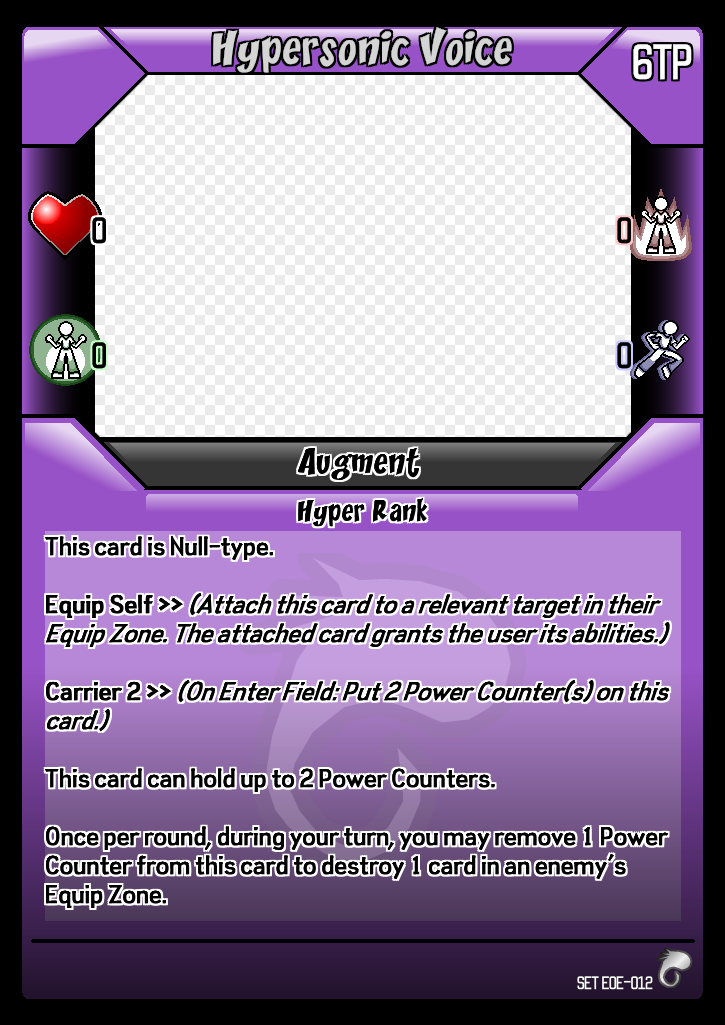 Hypersonic Voice
6TP
0
0
0
0
Augment
Hyper Rank
This card is Null-type.
Equip Self >> (Attach this card to a relevant target in their
Equip Zone. The attached card grants the user its abilities.)
Carrier 2 >> (On Enter Field: Put 2 Power Counter(s) on this
card.)
This card can hold up to 2 Power Counters.
Once per round, during your turn, you may remove 1 Power
Counter from this card to destroy 1 card in an enemy's
Equip Zone.
SET EOE-012